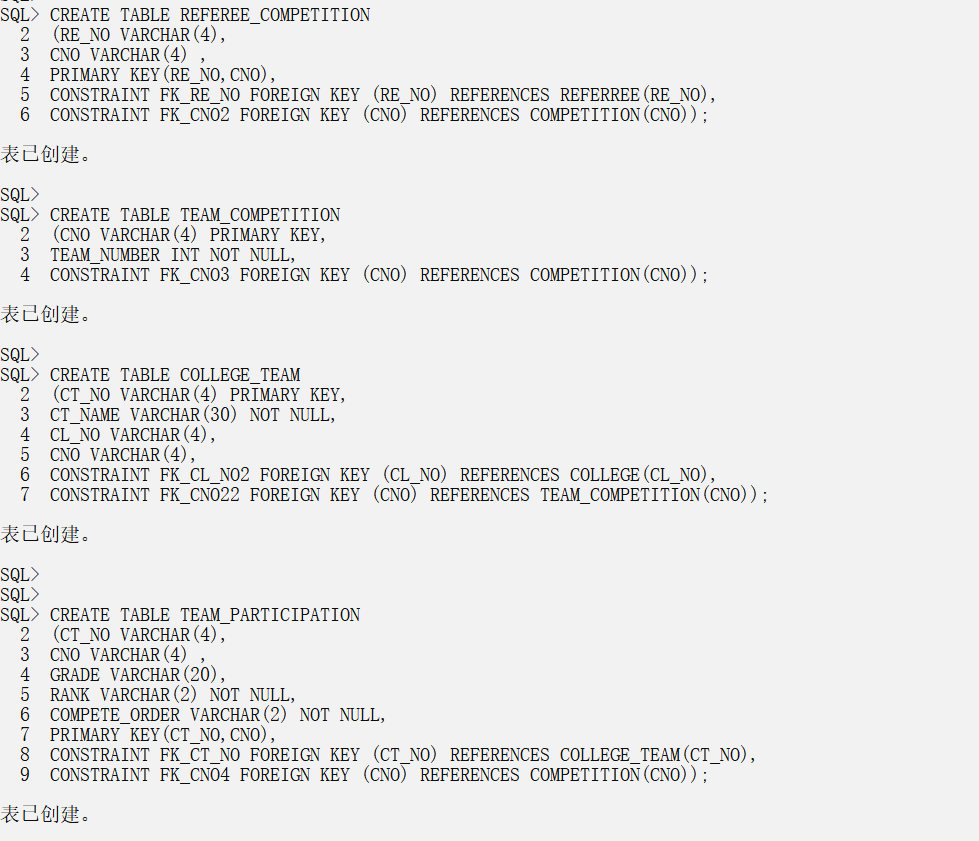 SQL> CREATE TABLE REFEREE_COMPETITION
  2  (RE_NO VARCHAR(4),
  3  CNO VARCHAR(4) ,
  4  PRIMARY KEY(RE_NO,CNO),
  5  CONSTRAINT FK_RE_NO FOREIGN KEY (RE_NO) REFERENCES REFERREE(RE_NO),
  6  CONSTRAINT FK_CNO2 FOREIGN KEY (CNO) REFERENCES COMPETITION(CNO));
表已创建。
SQL>
SQL> CREATE TABLE TEAM_COMPETITION
  2  (CNO VARCHAR(4) PRIMARY KEY,
  3  TEAM_NUMBER INT NOT NULL,
  4  CONSTRAINT FK_CNO3 FOREIGN KEY (CNO) REFERENCES COMPETITION(CNO));
表已创建。
SQL>
SQL> CREATE TABLE COLLEGE_TEAM
  2  (CT_NO VARCHAR(4) PRIMARY KEY,
  3  CT_NAME VARCHAR(30) NOT NULL,
  4  CL_NO VARCHAR(4),
  5  CNO VARCHAR(4),
  6  CONSTRAINT FK_CL_NO2 FOREIGN KEY (CL_NO) REFERENCES COLLEGE(CL_NO),
  7  CONSTRAINT FK_CNO22 FOREIGN KEY (CNO) REFERENCES TEAM_COMPETITION(CNO));
表已创建。
SQL>
SQL>
SQL> CREATE TABLE TEAM_PARTICIPATION
  2  (CT_NO VARCHAR(4),
  3  CNO VARCHAR(4) ,
  4  GRADE VARCHAR(20),
  5  RANK VARCHAR(2) NOT NULL,
  6  COMPETE_ORDER VARCHAR(2) NOT NULL,
  7  PRIMARY KEY(CT_NO,CNO),
  8  CONSTRAINT FK_CT_NO FOREIGN KEY (CT_NO) REFERENCES COLLEGE_TEAM(CT_NO),
  9  CONSTRAINT FK_CNO4 FOREIGN KEY (CNO) REFERENCES COMPETITION(CNO));
表已创建。